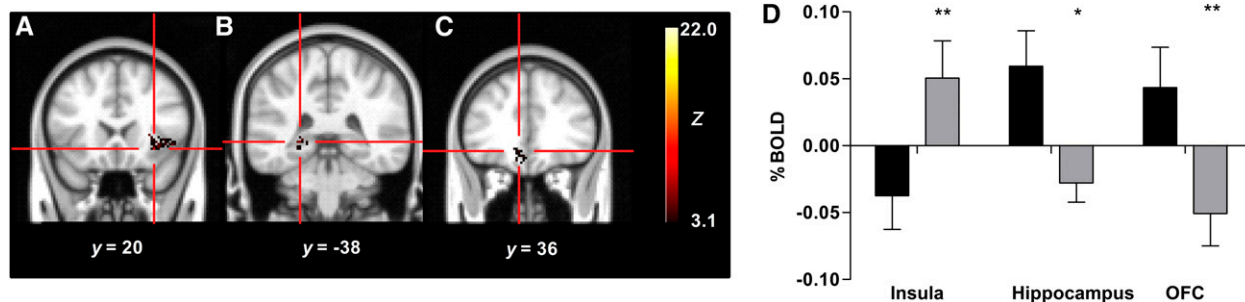 A
B
C
22.0
Z
3.1
y = 20
y = -38
y = 36
D
0.10
0.05
0.00
-0.05
-0.10
% BOLD
**
*
**
Insula
Hippocampus
OFC